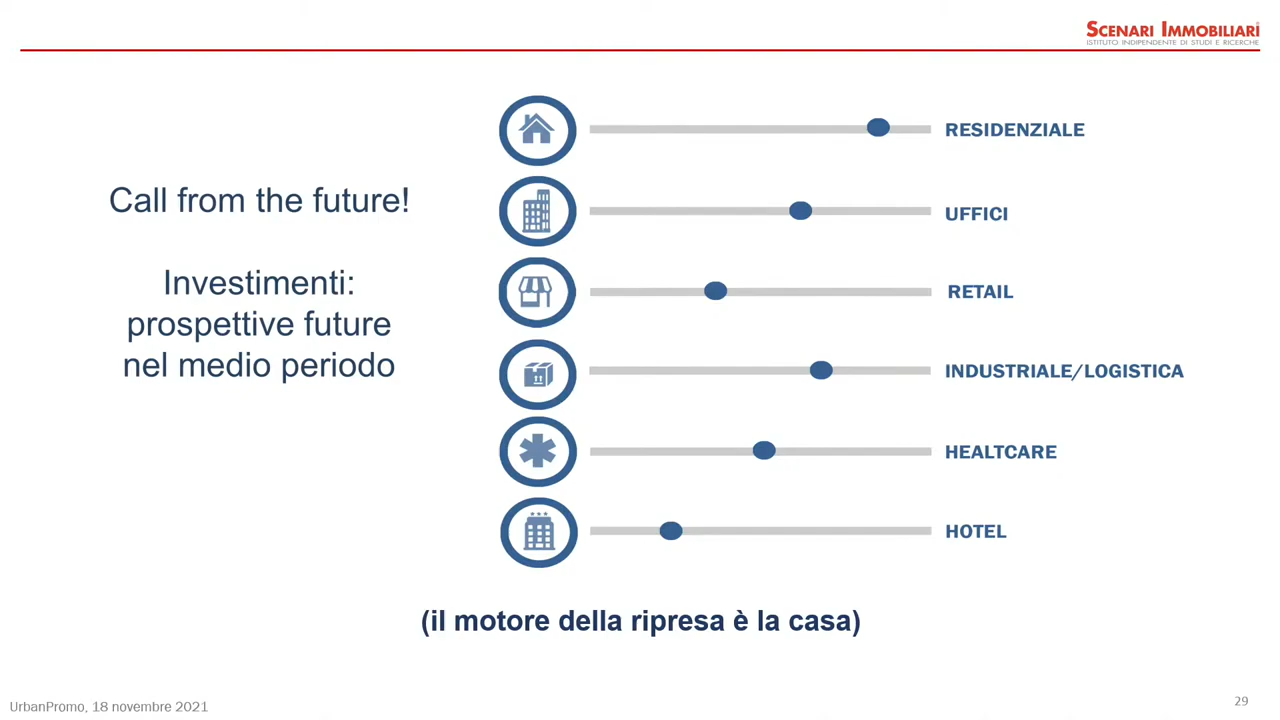 SCENARI IMMOBILIARI
ISTITUTO INDIPENDENTE DI STUDI E RICERCHE
Call from the future!
Investimenti:
prospettive future
nel medio periodo
RESIDENZIALE
UFFICI
RETAIL
INDUSTRIALE/LOGISTICA
HEALTCARE
HOTEL
(il motore della ripresa è la casa)
UrbanPromo, 18 novembre 2021
29